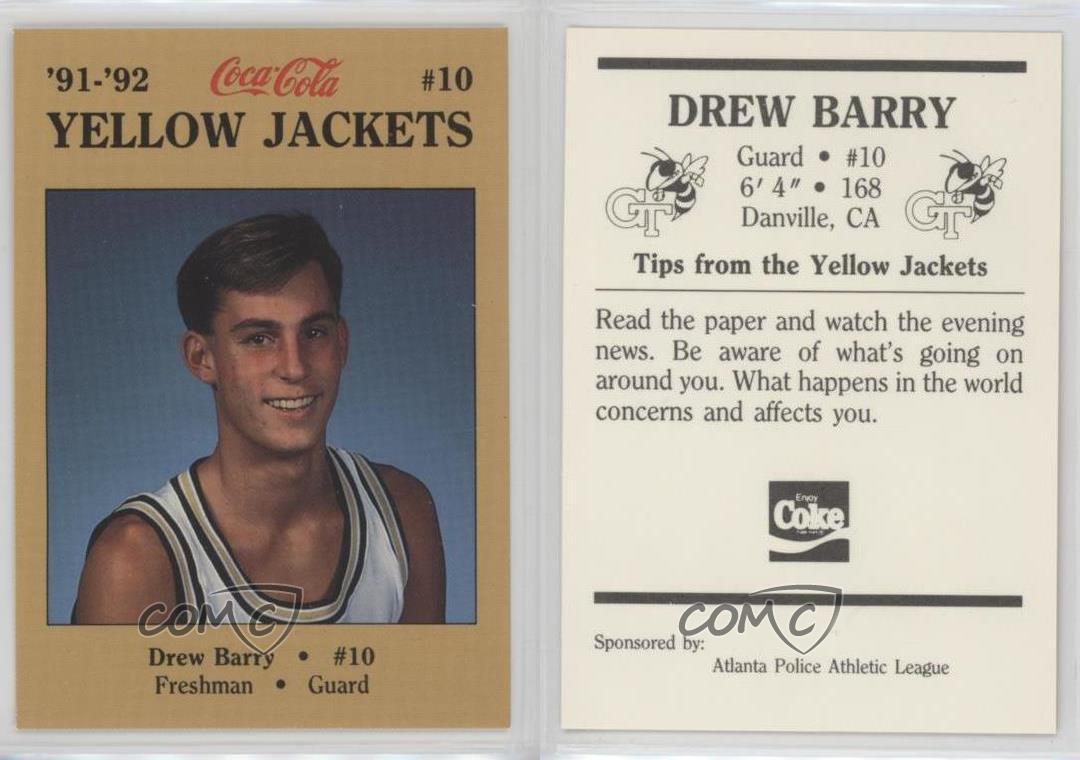 '91-'92 Coca-Cola #10
YELLOW JACKETS
COMC
Drew Barry • #10
Freshman • Guard
DREW BARRY
Guard • #10
6' 4" • 168
Danville, CA
GT
GT
Tips from the Yellow Jackets
Read the paper and watch the evening
news. Be aware of what's going on
around you. What happens in the world
concerns and affects you.
Enjoy
Coke
COMC
Sponsored by:
Atlanta Police Athletic League